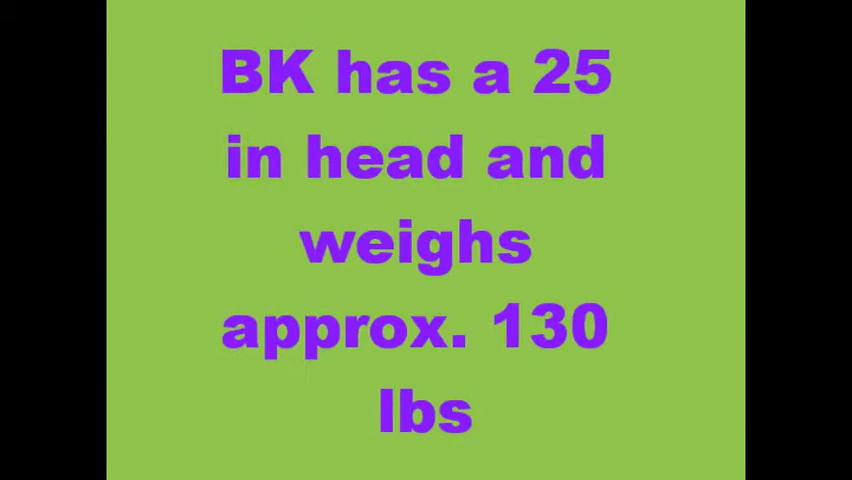 BK has a 25
in head and
weighs
approx. 130
lbs